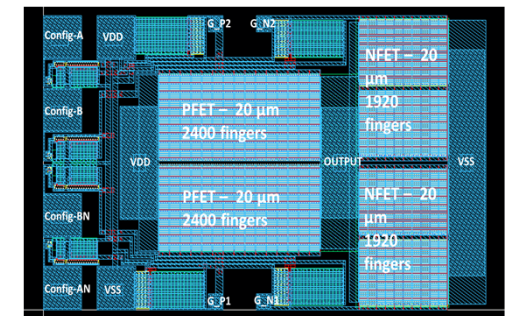 G_P2 G_N2
Config-A VDD
NFET – 20
µm
1920
fingers
Config-B
PFET – 20 µm
2400 fingers
VDD OUTPUT VSS
PFET – 20 µm
2400 fingers
NFET – 20
µm
1920
fingers
Config-BN
Config-AN VSS
G_P1 G_N1